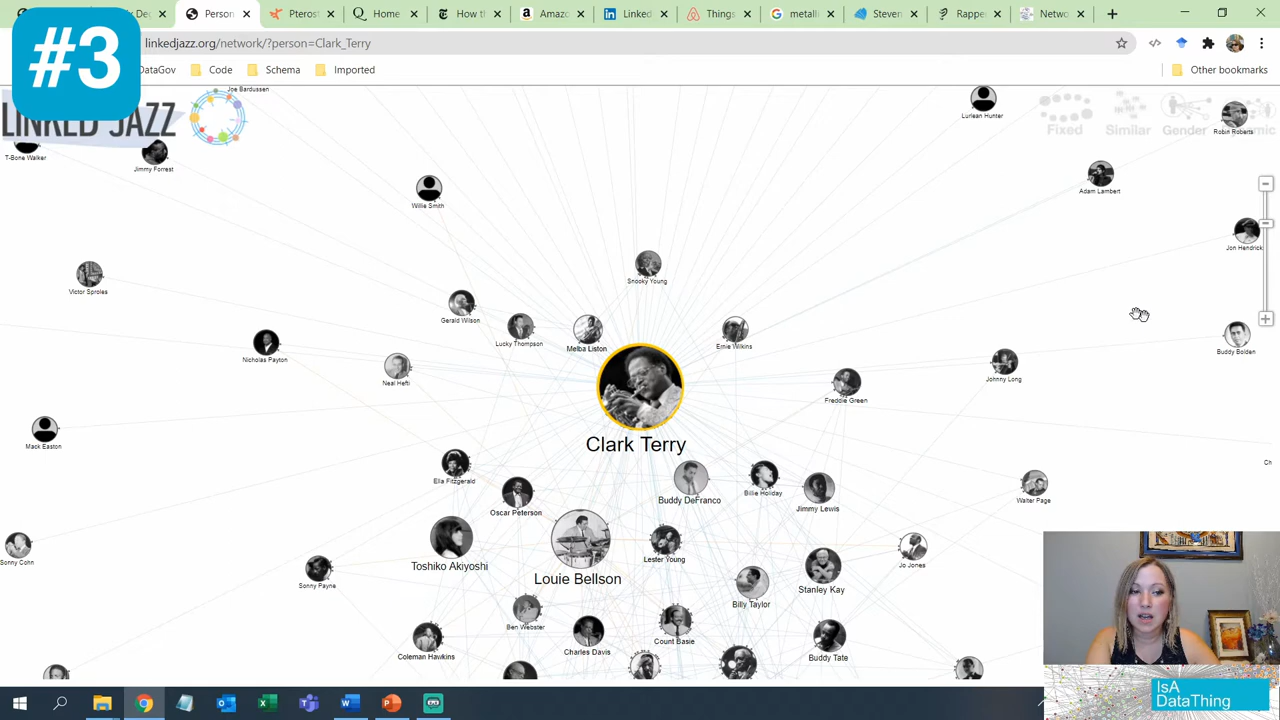 #3
Data
Person
Pterost
Home
How th
Amaz
Linked
Things
metalli
Steven
Rappe
Netwo
linkedjazz.org/network/?person=Clark_Terry
DataGov
Code
Schema
Imported
Other bookmarks
LINKED JAZZ
Joe Bardussen
Fixed
Similar
Gender
Lurlean Hunter
Robin Roberts
T-Bone Walker
Jimmy Forrest
Adam Lambert
Willie Smith
Jon Hendrick
Snooky Young
Victor Sproles
Gerald Wilson
Lucky Thompson
Melba Liston
Ernie Wilkins
Buddy Bolden
Nicholas Payton
Neal Hefti
Johnny Long
Freddie Green
Clark Terry
Mack Easton
Ch
Ella Fitzgerald
Buddy DeFranco
Billie Holiday
Walter Page
Oscar Peterson
Jimmy Lewis
Sonny Cohn
Toshiko Akiyoshi
Louie Bellson
Lester Young
Jo Jones
Sonny Payne
Stanley Kay
Billy Taylor
Ben Webster
Count Basie
Charles Davis
Coleman Hawkins
Buddy Tate
IsA
DataThing